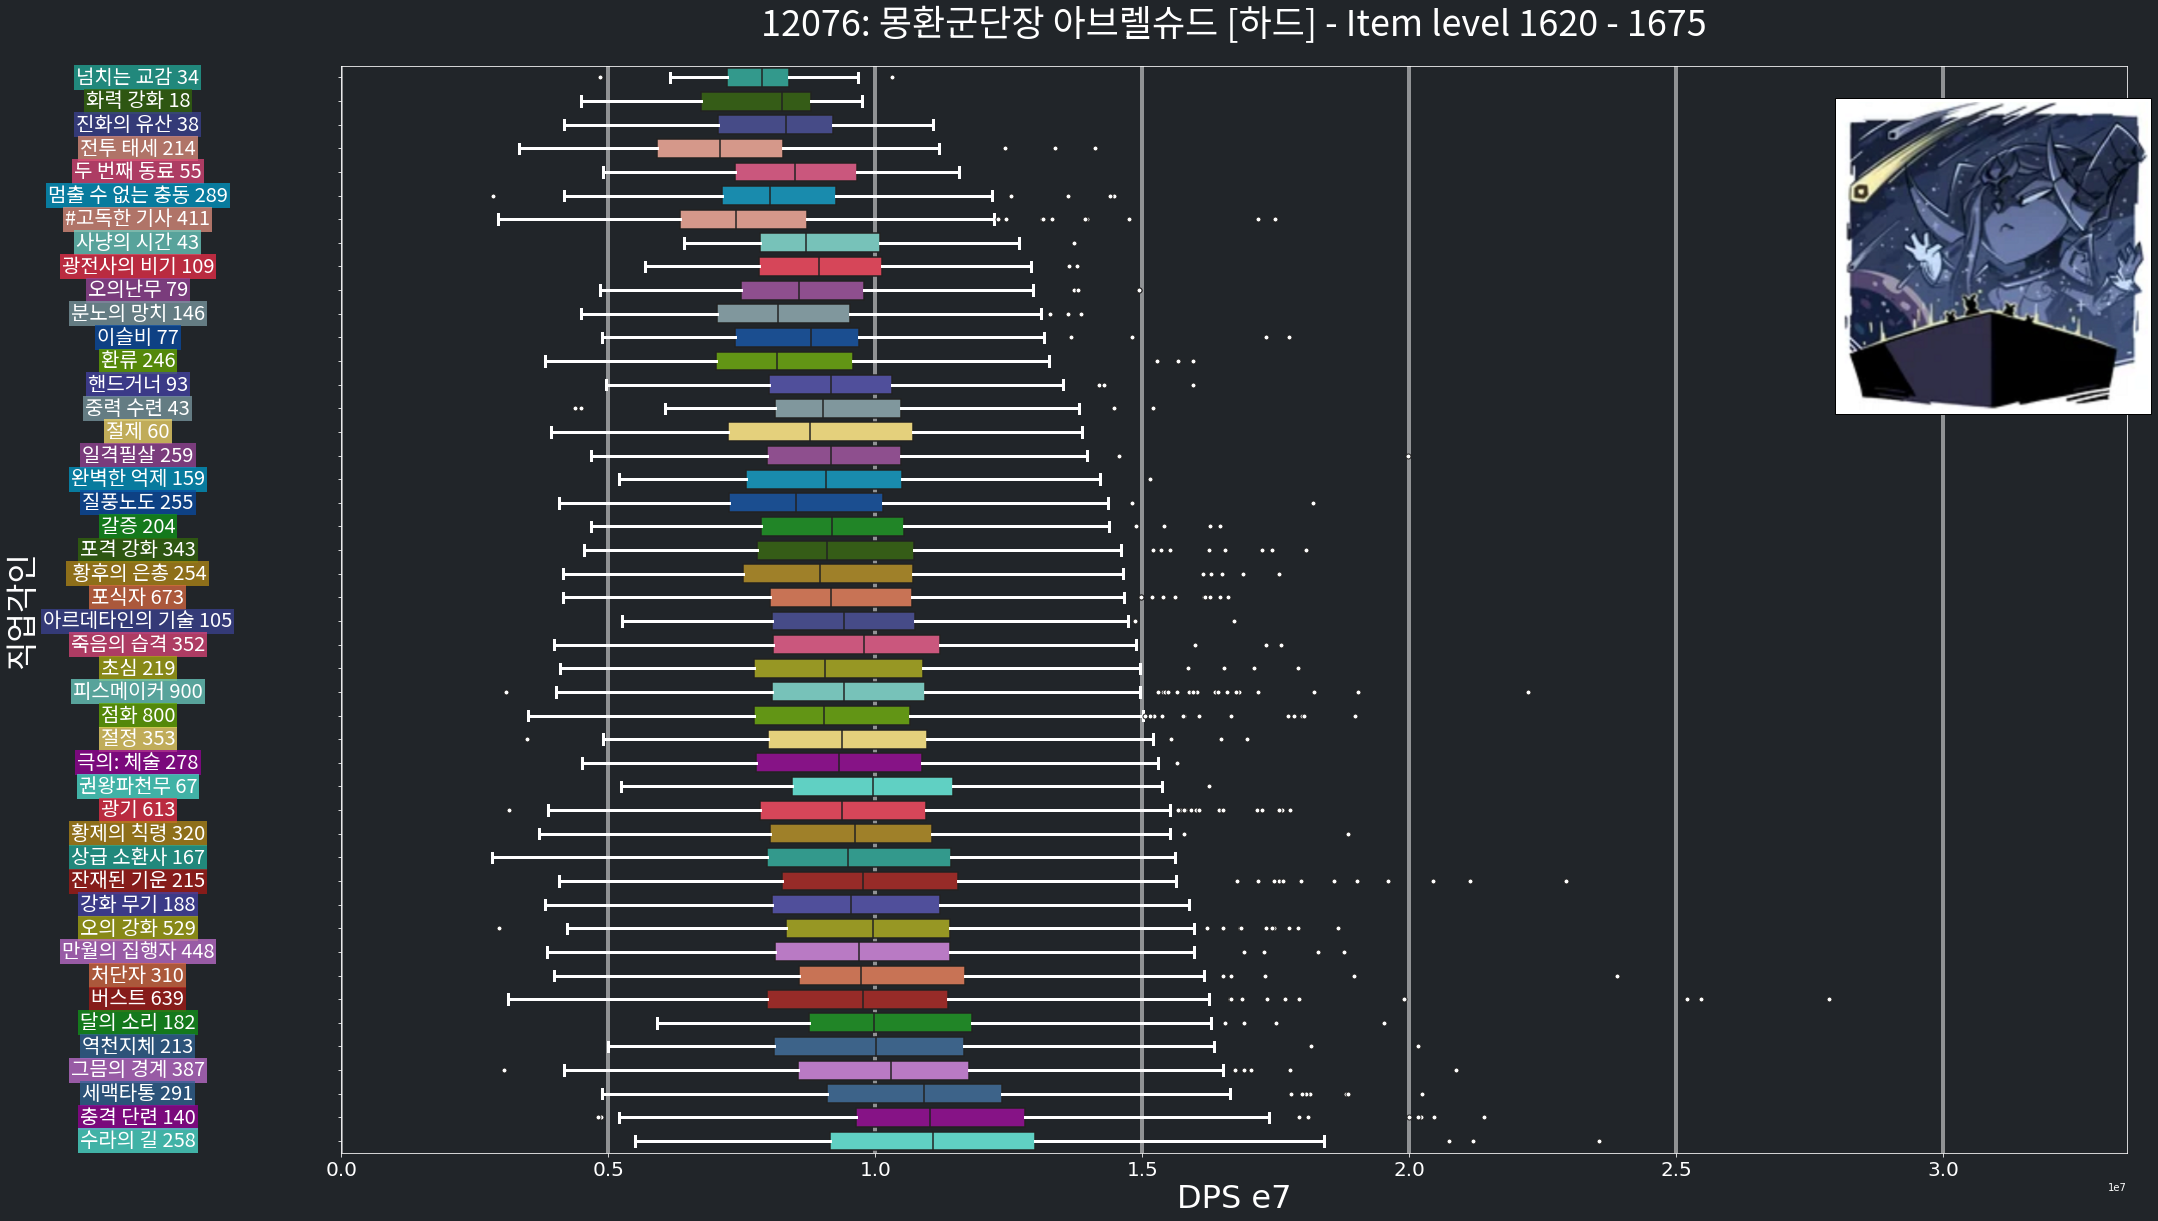 12076: 몽환군단장 아브렐슈드 [하드] - Item level 1620 - 1675
넘치는 교감 34
화력 강화 18
진화의 유산 38
전투 태세 214
두 번째 동료 55
멈출 수 없는 충동 289
#고독한 기사 411
사냥의 시간 43
광전사의 비기 109
오의난무 79
분노의 망치 146
이슬비 77
환류 246
핸드거너 93
중력 수련 43
절제 60
일격필살 259
완벽한 억제 159
질풍노도 255
갈증 204
포격 강화 343
황후의 은총 254
포식자 673
아르데타인의 기술 105
죽음의 습격 352
초심 219
피스메이커 900
점화 800
절정 353
극의: 체술 278
권왕파천무 67
광기 613
황제의 칙령 320
상급 소환사 167
잔재된 기운 215
강화 무기 188
오의 강화 529
만월의 집행자 448
처단자 310
버스트 639
달의 소리 182
역천지체 213
그믐의 경계 387
세맥타통 291
충격 단련 140
수라의 길 258
직업각인
0.0 0.5 1.0 1.5 2.0 2.5 3.0
1e7
DPS e7